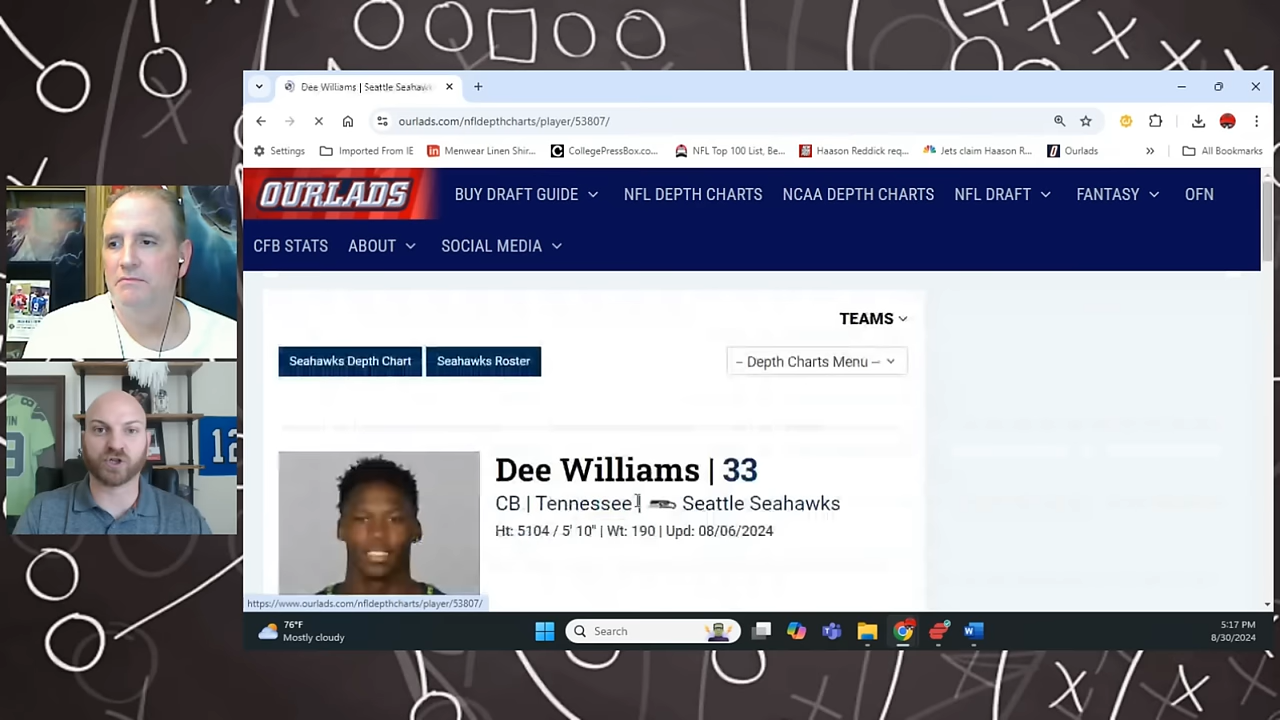 Dee Williams | Seattle Seahawk
ourlads.com/nfldepthcharts/player/53807/
Settings Imported From IE Menwear Linen Shir... CollegePressBox.co... NFL Top 100 List, Be... Haason Reddick req... Jets claim Haason R... Ourlads » All Bookmarks
OURLADS BUY DRAFT GUIDE NFL DEPTH CHARTS NCAA DEPTH CHARTS NFL DRAFT FANTASY OFN
CFB STATS ABOUT SOCIAL MEDIA
TEAMS
Seahawks Depth Chart Seahawks Roster -- Depth Charts Menu --
Dee Williams | 33
CB | Tennessee | Seattle Seahawks
Ht: 5104 / 5' 10" | Wt: 190 | Upd: 08/06/2024
https://www.ourlads.com/nfldepthcharts/player/53807/
76°F
Mostly cloudy
Search
5:17 PM
8/30/2024
12